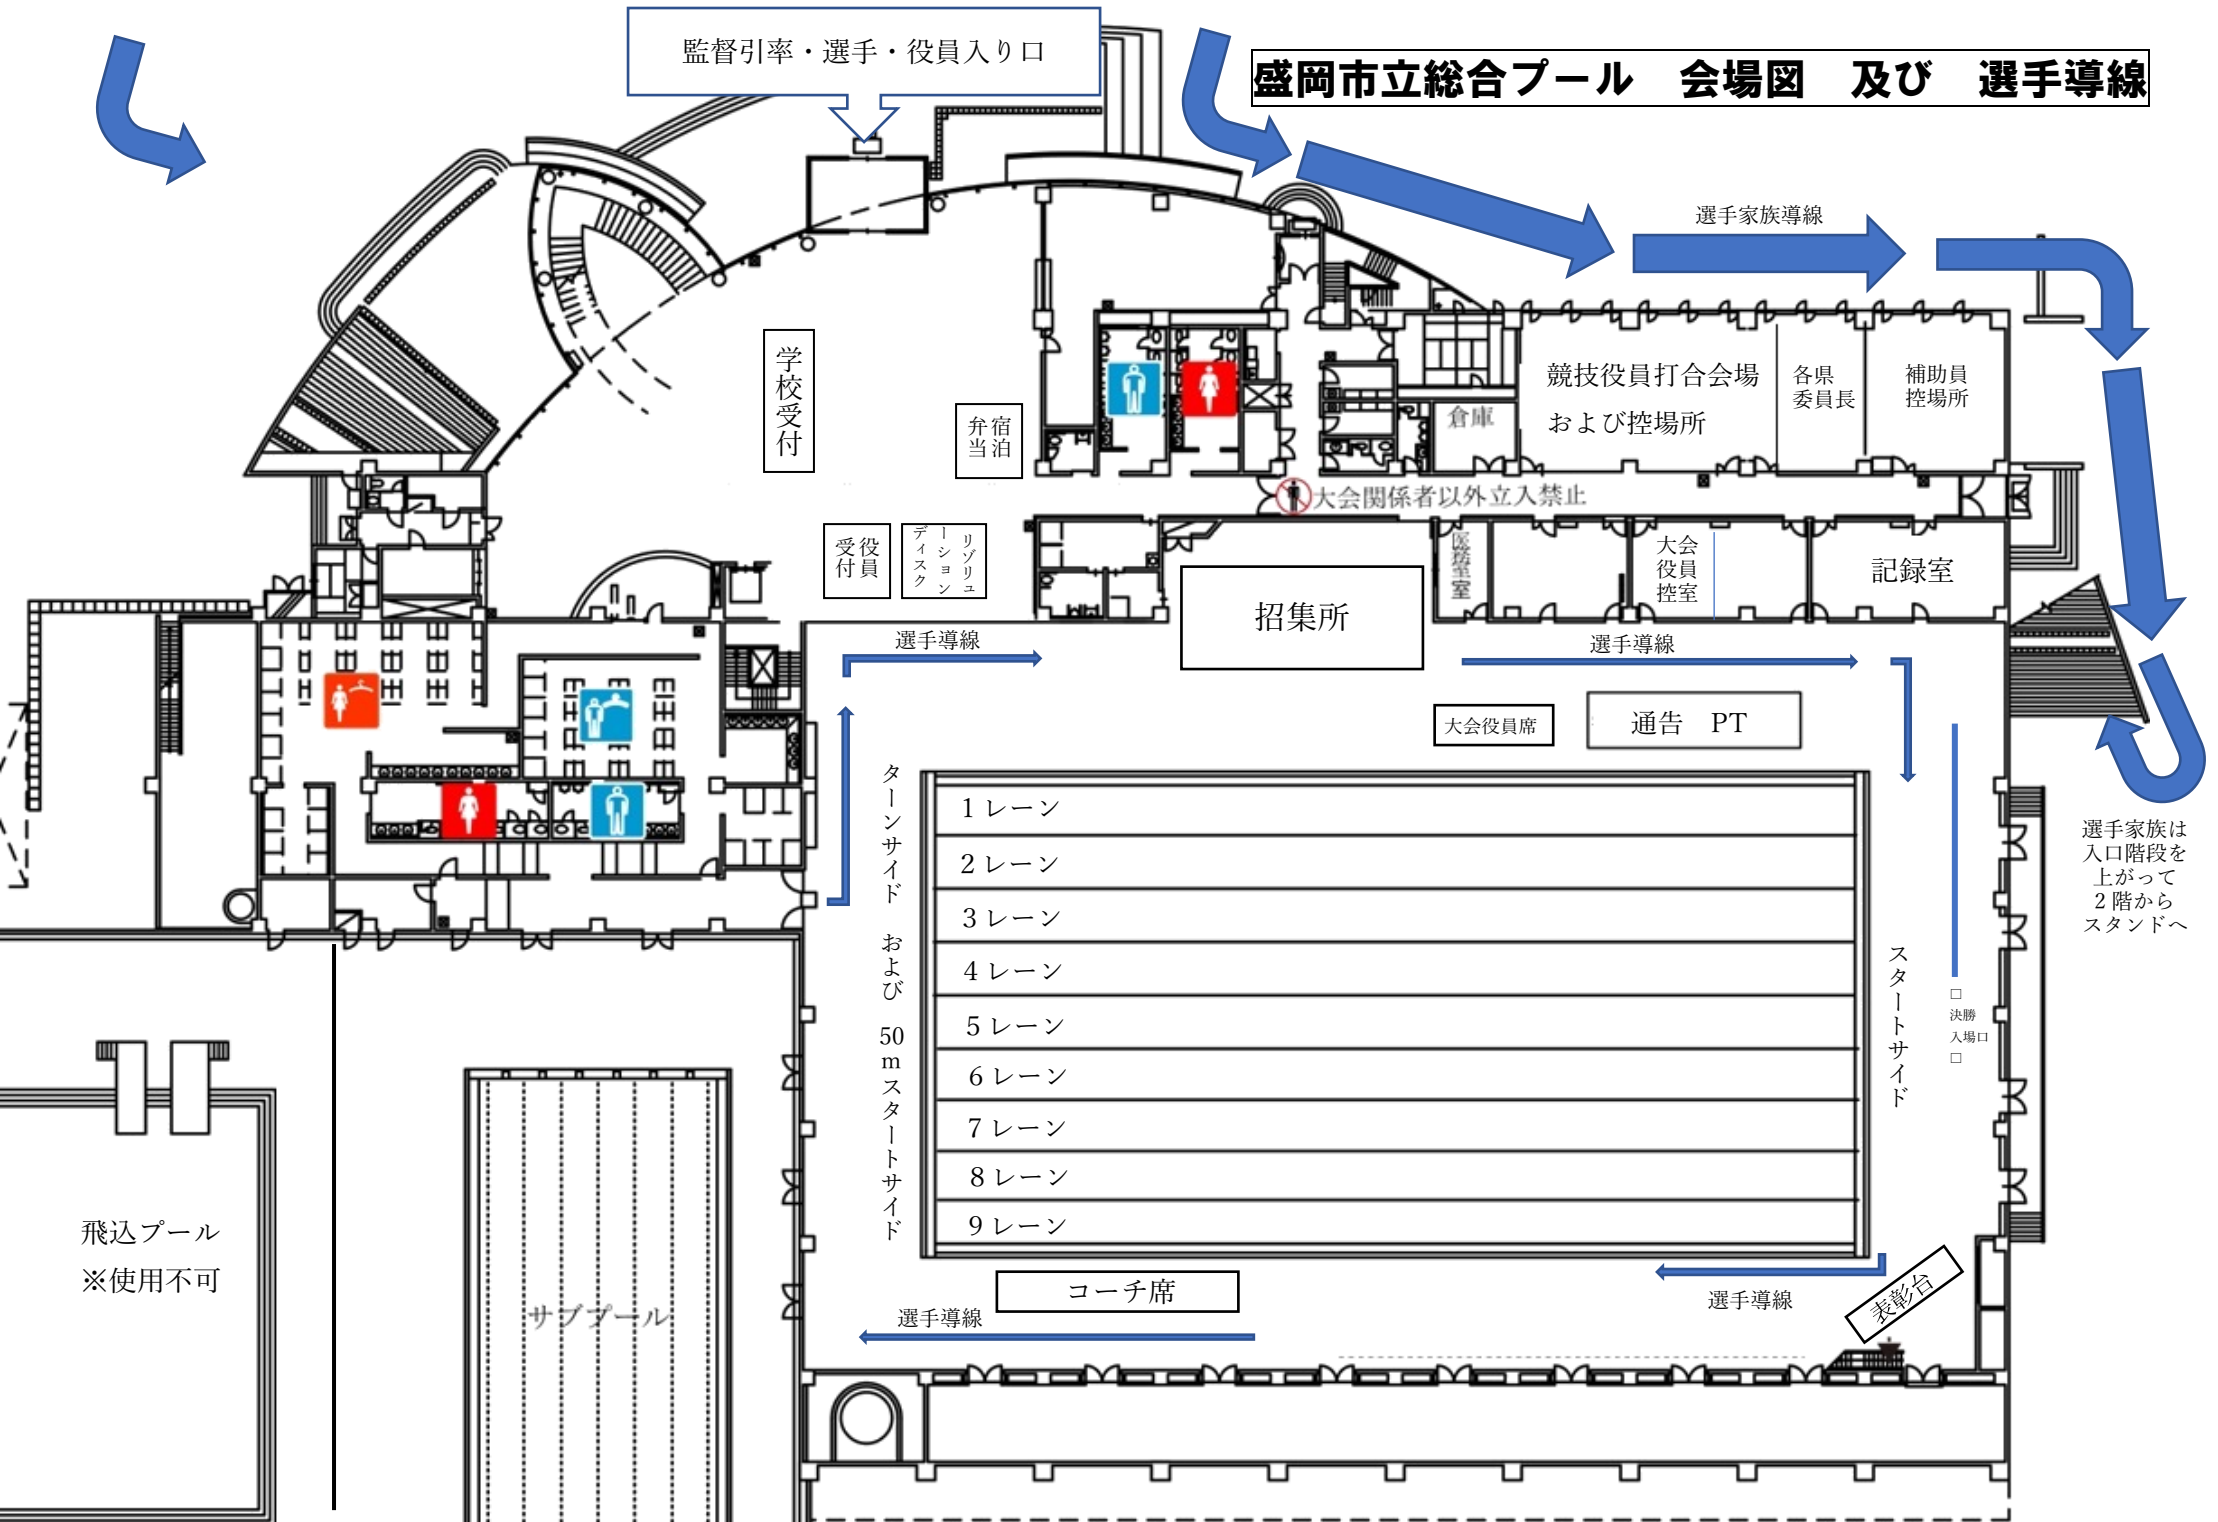 監督引率・選手・役員入り口
盛岡市立総合プール　会場図　及び　選手導線
選手家族導線
学校受付
宿泊
弁当
競技役員打合会場
および控場所
各県
委員長
補助員
控場所
倉庫
大会関係者以外立入禁止
役員
受付
リゾリュ
ーション
ディスク
招集所
医務室
大会
役員
控室
記録室
選手導線
選手導線
大会役員席
通告　PT
ターンサイド　および　50mスタートサイド
1 レーン
2 レーン
3 レーン
4 レーン
5 レーン
6 レーン
7 レーン
8 レーン
9 レーン
スタートサイド
□
決勝
入場口
□
選手家族は
入口階段を
上がって
2 階から
スタンドへ
飛込プール
※使用不可
サブプール
コーチ席
選手導線
選手導線
表彰台